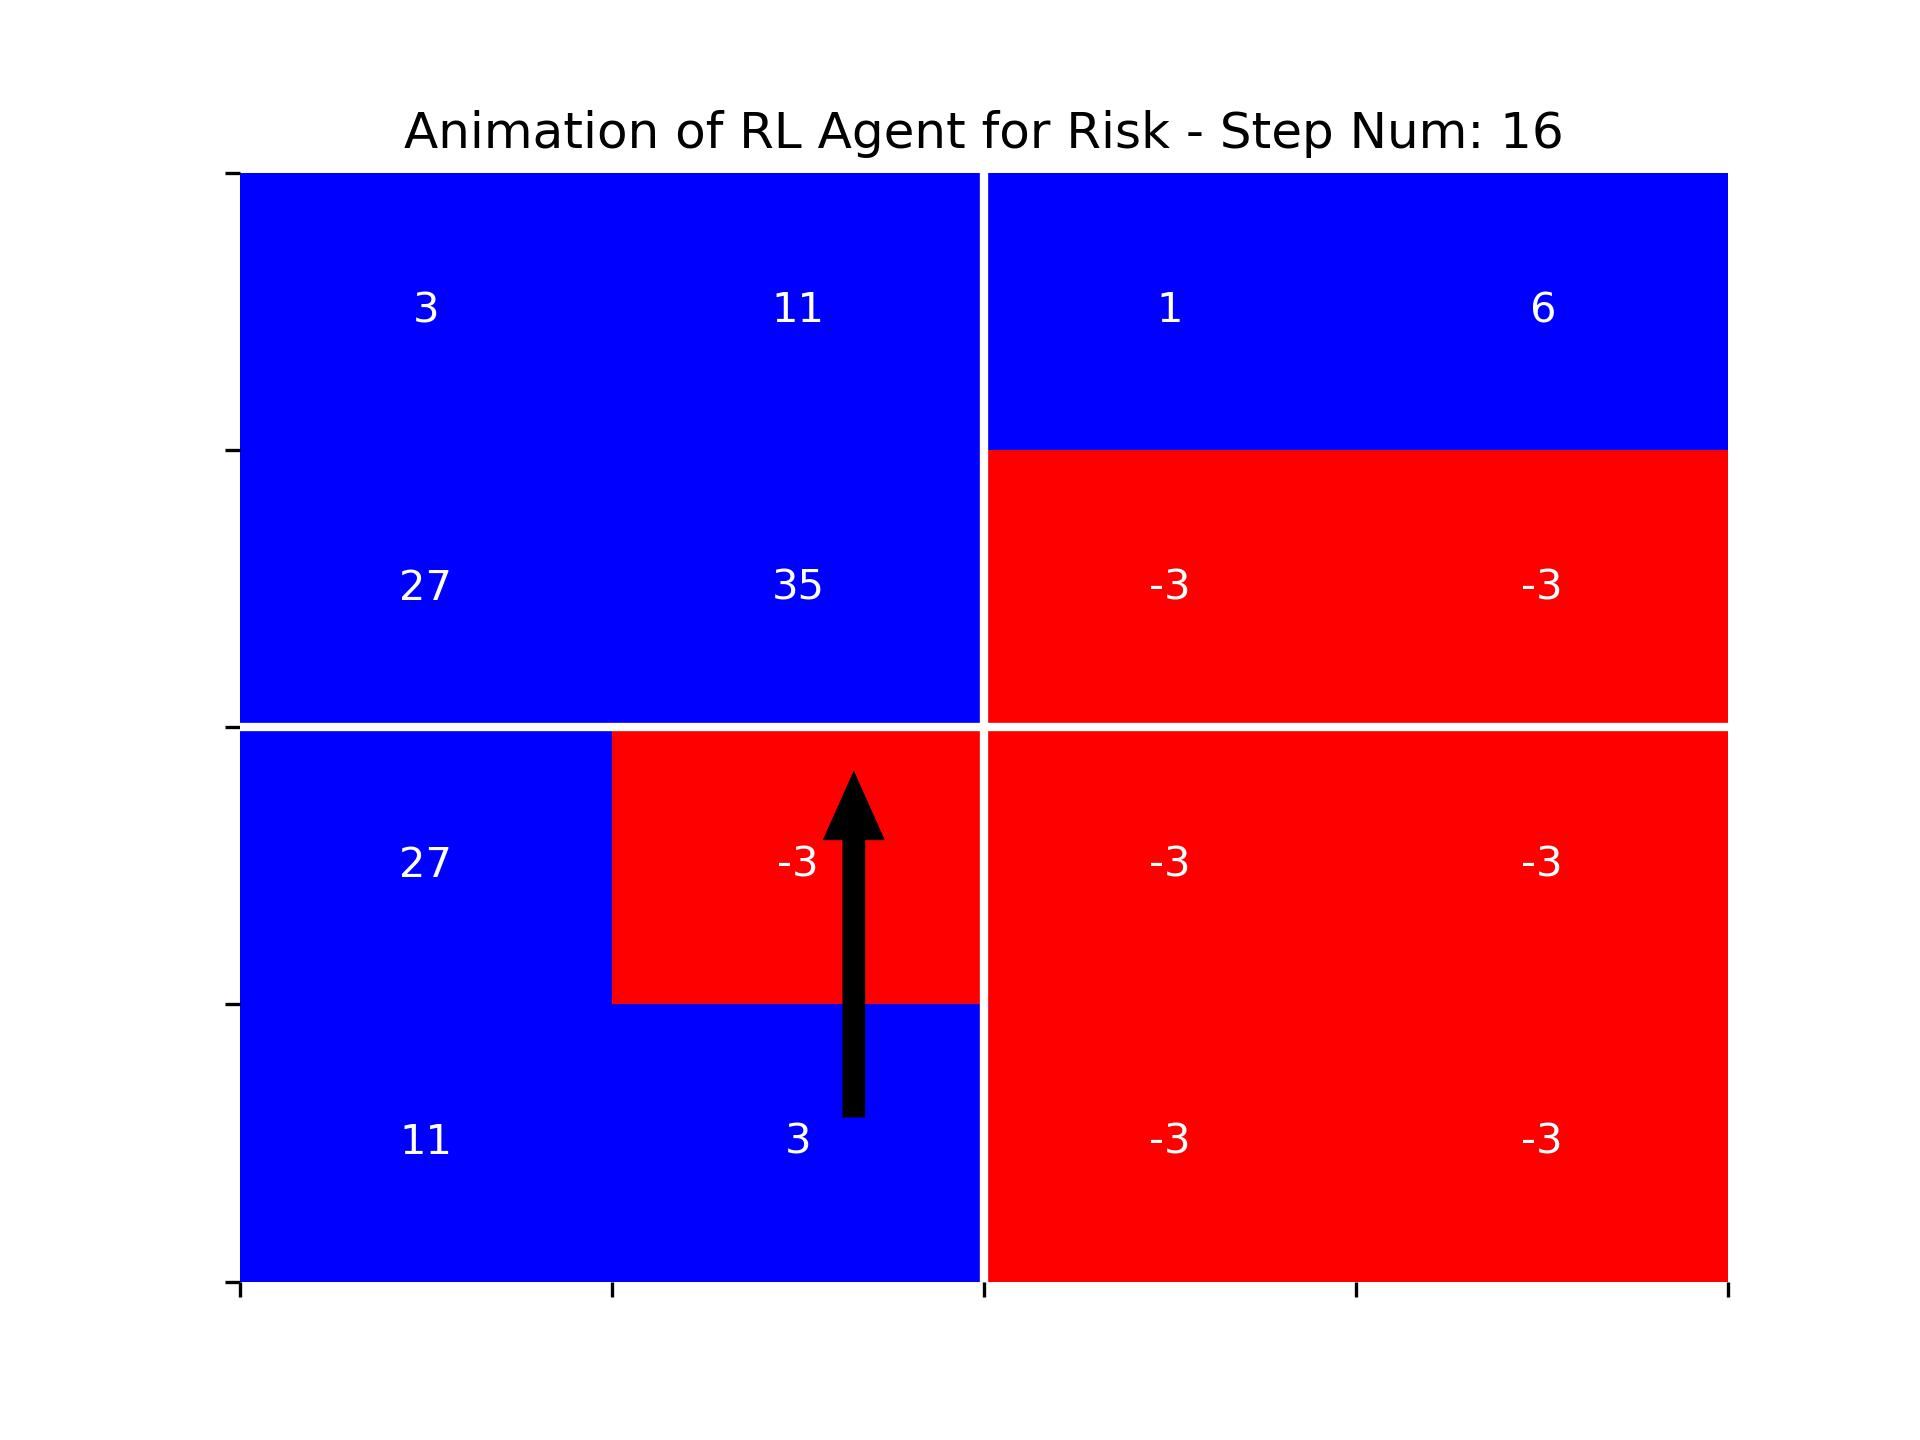 Animation of RL Agent for Risk - Step Num: 16
3 11 1 6
27 35 -3 -3
27 -3 -3 -3
11 3 -3 -3